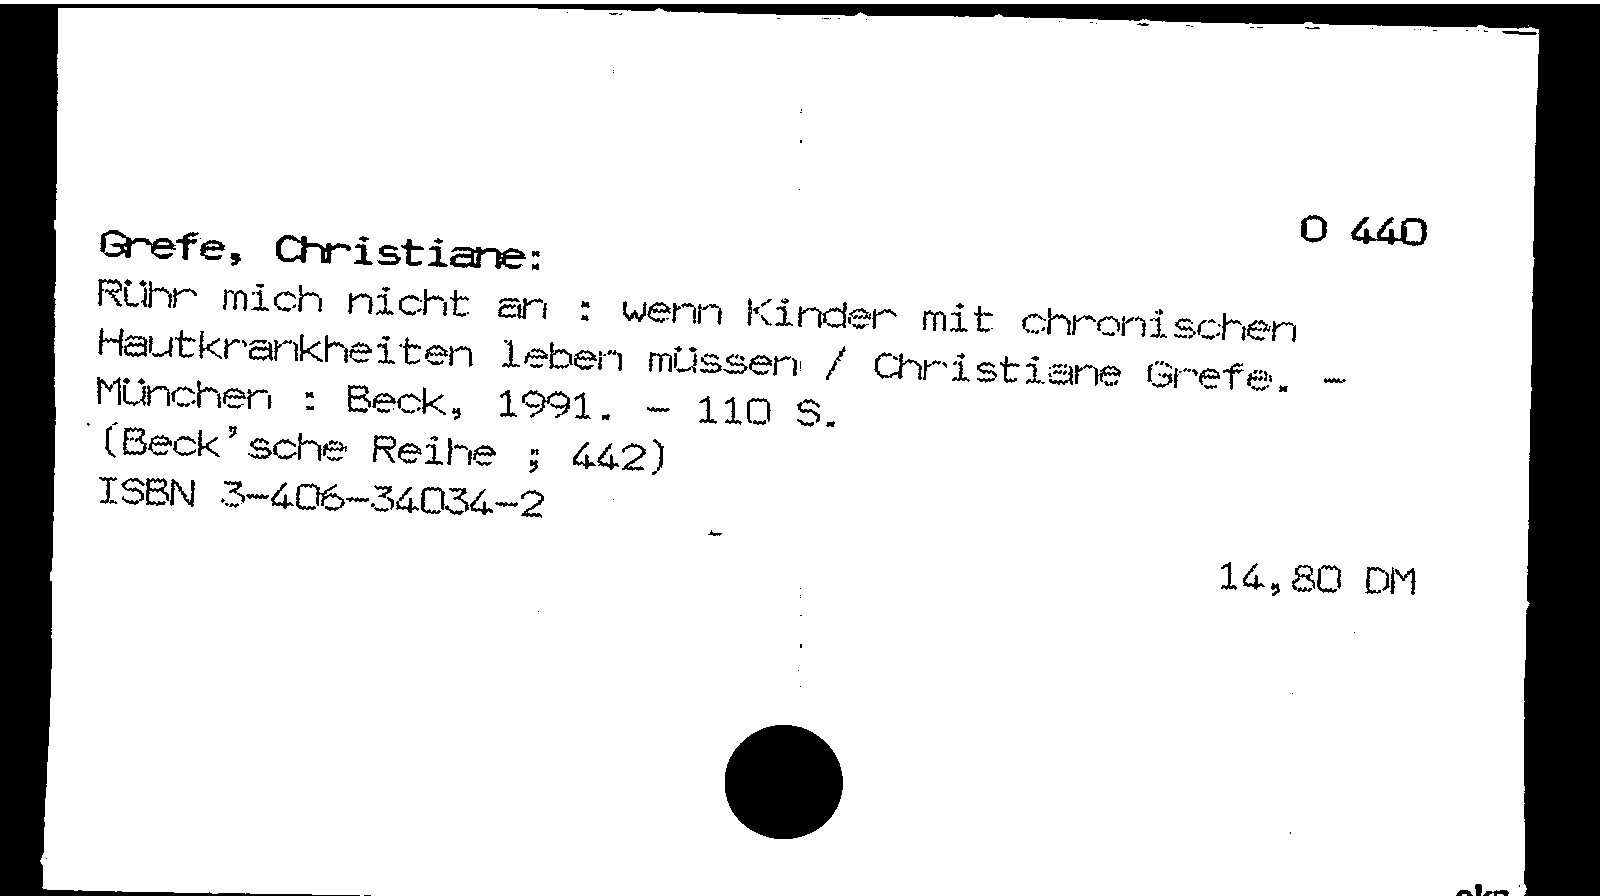 O 440
Grefe, Christiane:
Rühr mich nicht an : wenn Kinder mit chronischen
Hautkrankheiten leben müssen / Christiane Grefe. -
München : Beck, 1991. - 110 S.
(Beck'sche Reihe ; 442)
ISBN 3-406-34034-2
14,80 DM